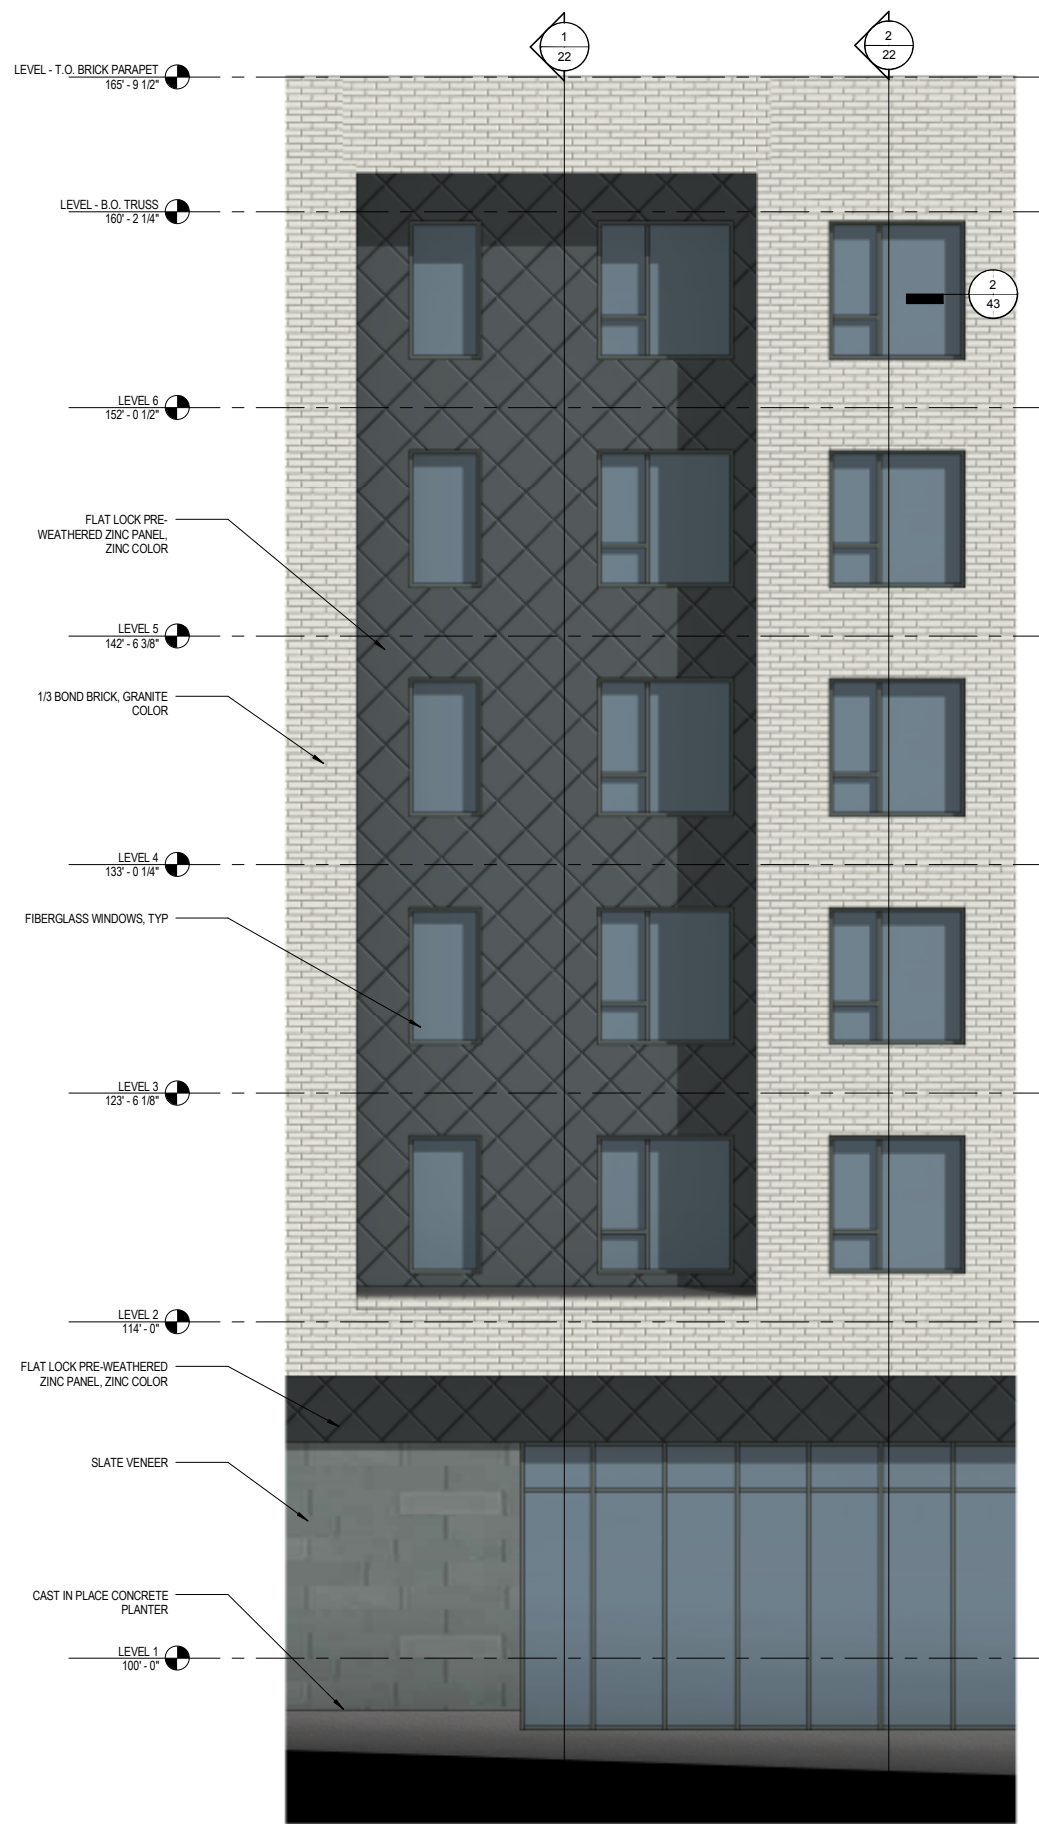 1
22
2
22
LEVEL - T.O. BRICK PARAPET
165' - 9 1/2"
LEVEL - B.O. TRUSS
160' - 2 1/4"
2
43
LEVEL 6
152' - 0 1/2"
FLAT LOCK PRE-
WEATHERED ZINC PANEL,
ZINC COLOR
LEVEL 5
142' - 6 3/8"
1/3 BOND BRICK, GRANITE
COLOR
LEVEL 4
133' - 0 1/4"
FIBERGLASS WINDOWS, TYP
LEVEL 3
123' - 6 1/8"
LEVEL 2
114' - 0"
FLAT LOCK PRE-WEATHERED
ZINC PANEL, ZINC COLOR
SLATE VENEER
CAST IN PLACE CONCRETE
PLANTER
LEVEL 1
100' - 0"